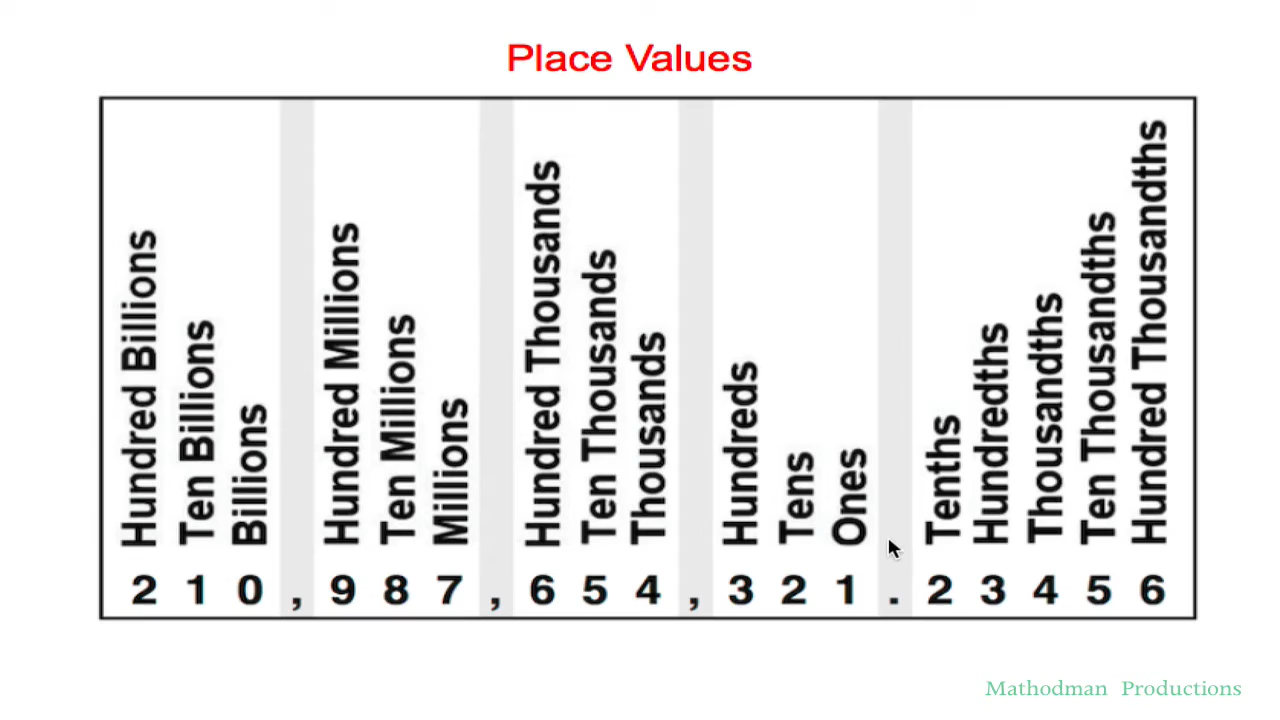 Place Values
Hundred Billions
Ten Billions
Billions
Hundred Millions
Ten Millions
Millions
Hundred Thousands
Ten Thousands
Thousands
Hundreds
Tens
Ones
Tenths
Hundredths
Thousandths
Ten Thousandths
Hundred Thousandths
2 1 0 , 9 8 7 , 6 5 4 , 3 2 1 . 2 3 4 5 6
Mathodman Productions